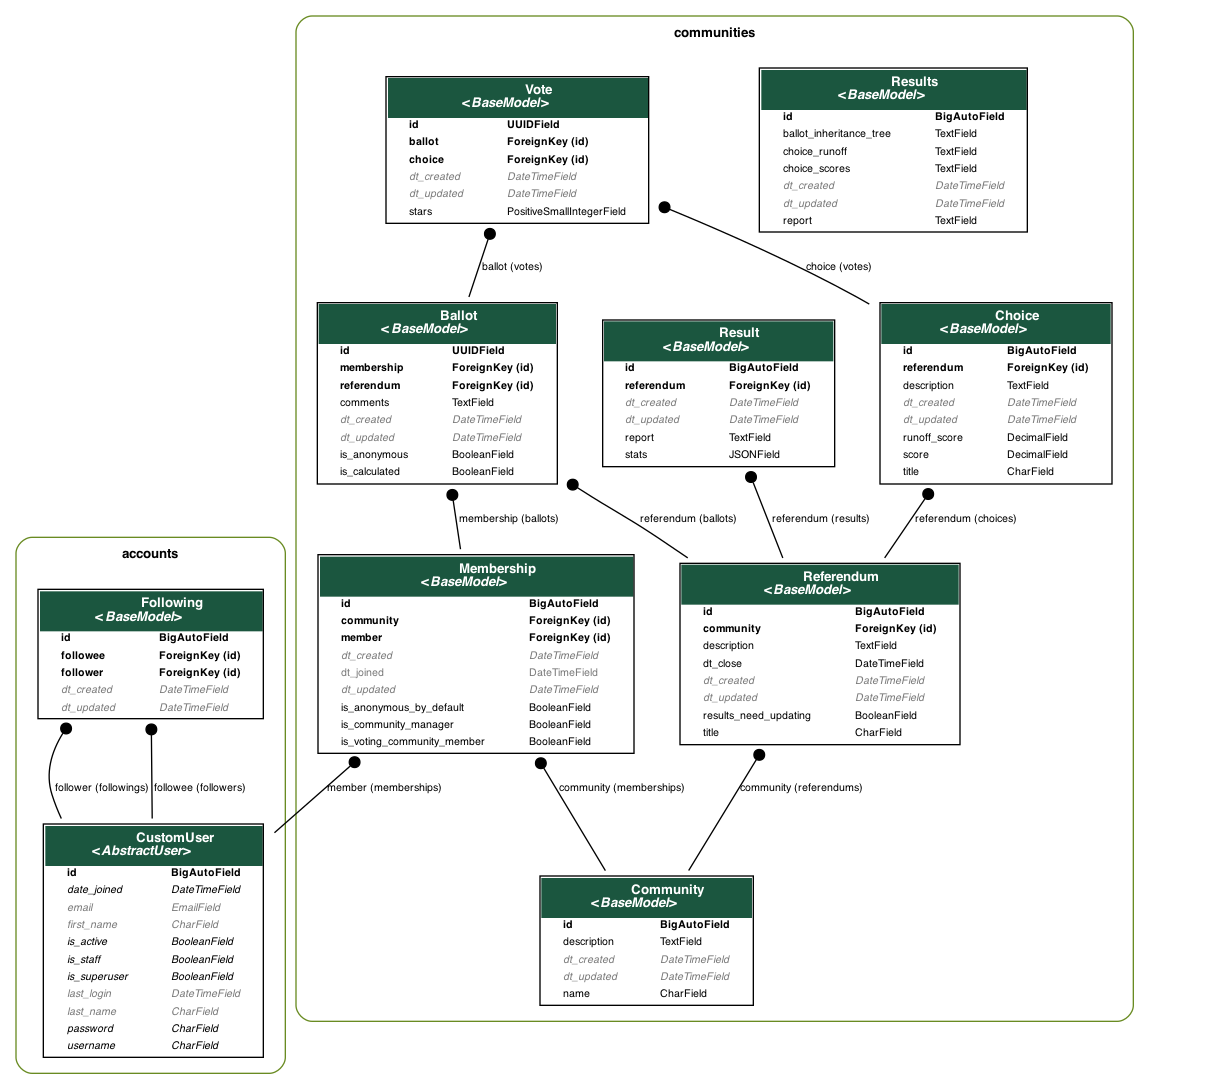 communities
Vote
<BaseModel>
id UUIDField
ballot ForeignKey (id)
choice ForeignKey (id)
dt_created DateTimeField
dt_updated DateTimeField
stars PositiveSmallIntegerField
Results
<BaseModel>
id BigAutoField
ballot_inheritance_tree TextField
choice_runoff TextField
choice_scores TextField
dt_created DateTimeField
dt_updated DateTimeField
report TextField
ballot (votes)
choice (votes)
Ballot
<BaseModel>
id UUIDField
membership ForeignKey (id)
referendum ForeignKey (id)
comments TextField
dt_created DateTimeField
dt_updated DateTimeField
is_anonymous BooleanField
is_calculated BooleanField
Result
<BaseModel>
id BigAutoField
referendum ForeignKey (id)
dt_created DateTimeField
dt_updated DateTimeField
report TextField
stats JSONField
Choice
<BaseModel>
id BigAutoField
referendum ForeignKey (id)
description TextField
dt_created DateTimeField
dt_updated DateTimeField
runoff_score DecimalField
score DecimalField
title CharField
membership (ballots)
referendum (ballots)
referendum (results)
referendum (choices)
accounts
Following
<BaseModel>
id BigAutoField
followee ForeignKey (id)
follower ForeignKey (id)
dt_created DateTimeField
dt_updated DateTimeField
Membership
<BaseModel>
id BigAutoField
community ForeignKey (id)
member ForeignKey (id)
dt_created DateTimeField
dt_joined DateTimeField
dt_updated DateTimeField
is_anonymous_by_default BooleanField
is_community_manager BooleanField
is_voting_community_member BooleanField
Referendum
<BaseModel>
id BigAutoField
community ForeignKey (id)
description TextField
dt_close DateTimeField
dt_created DateTimeField
dt_updated DateTimeField
results_need_updating BooleanField
title CharField
follower (followings)
followee (followers)
member (memberships)
community (memberships)
community (referendums)
CustomUser
<AbstractUser>
id BigAutoField
date_joined DateTimeField
email EmailField
first_name CharField
is_active BooleanField
is_staff BooleanField
is_superuser BooleanField
last_login DateTimeField
last_name CharField
password CharField
username CharField
Community
<BaseModel>
id BigAutoField
description TextField
dt_created DateTimeField
dt_updated DateTimeField
name CharField